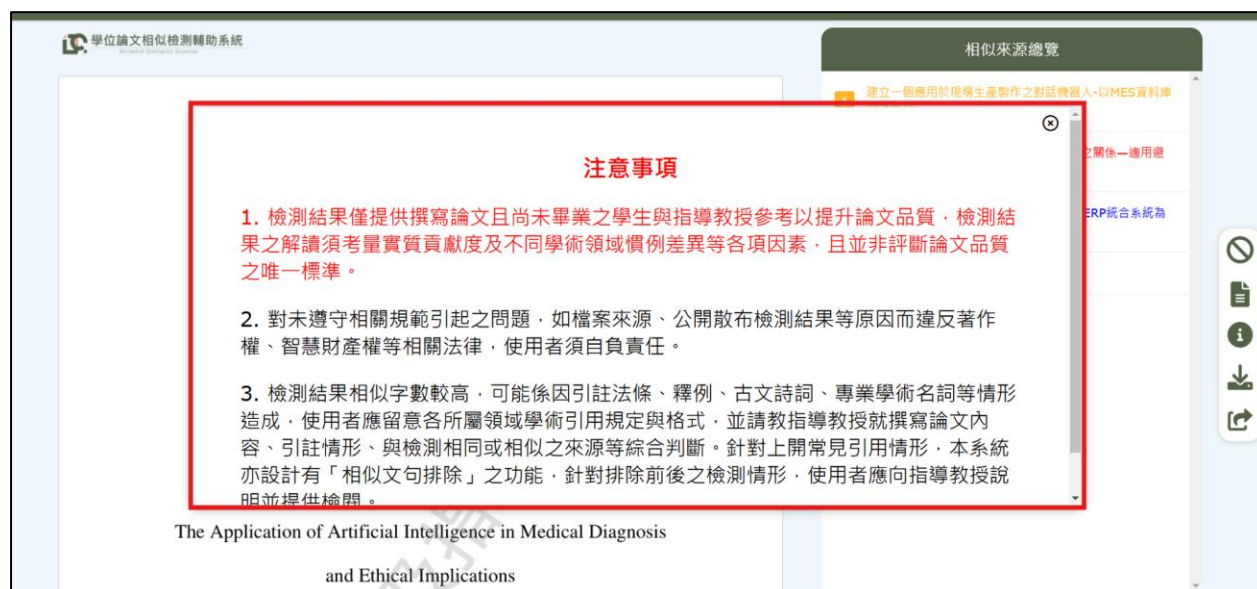 學位論文相似檢測輔助系統
相似來源總覽
建立一個應用於現場生產製作之對話機器人-以MES資料庫
之關係—適用避
ERP統合系統為
注意事項
1. 檢測結果僅提供撰寫論文且尚未畢業之學生與指導教授參考以提升論文品質，檢測結
果之解讀須考量實質貢獻度及不同學術領域慣例差異等各項因素，且並非評斷論文品質
之唯一標準。
2. 對未遵守相關規範引起之問題，如檔案來源、公開散布檢測結果等原因而違反著作
權、智慧財產權等相關法律，使用者須自負責任。
3. 檢測結果相似字數較高，可能係因引註法條、釋例、古文詩詞、專業學術名詞等情形
造成，使用者應留意各所屬領域學術引用規定與格式，並請教指導教授就撰寫論文內
容、引註情形、與檢測相同或相似之來源等綜合判斷。針對上開常見引用情形，本系統
亦設計有「相似文句排除」之功能，針對排除前後之檢測情形，使用者應向指導教授說
明並提供檢閱。
The Application of Artificial Intelligence in Medical Diagnosis
and Ethical Implications